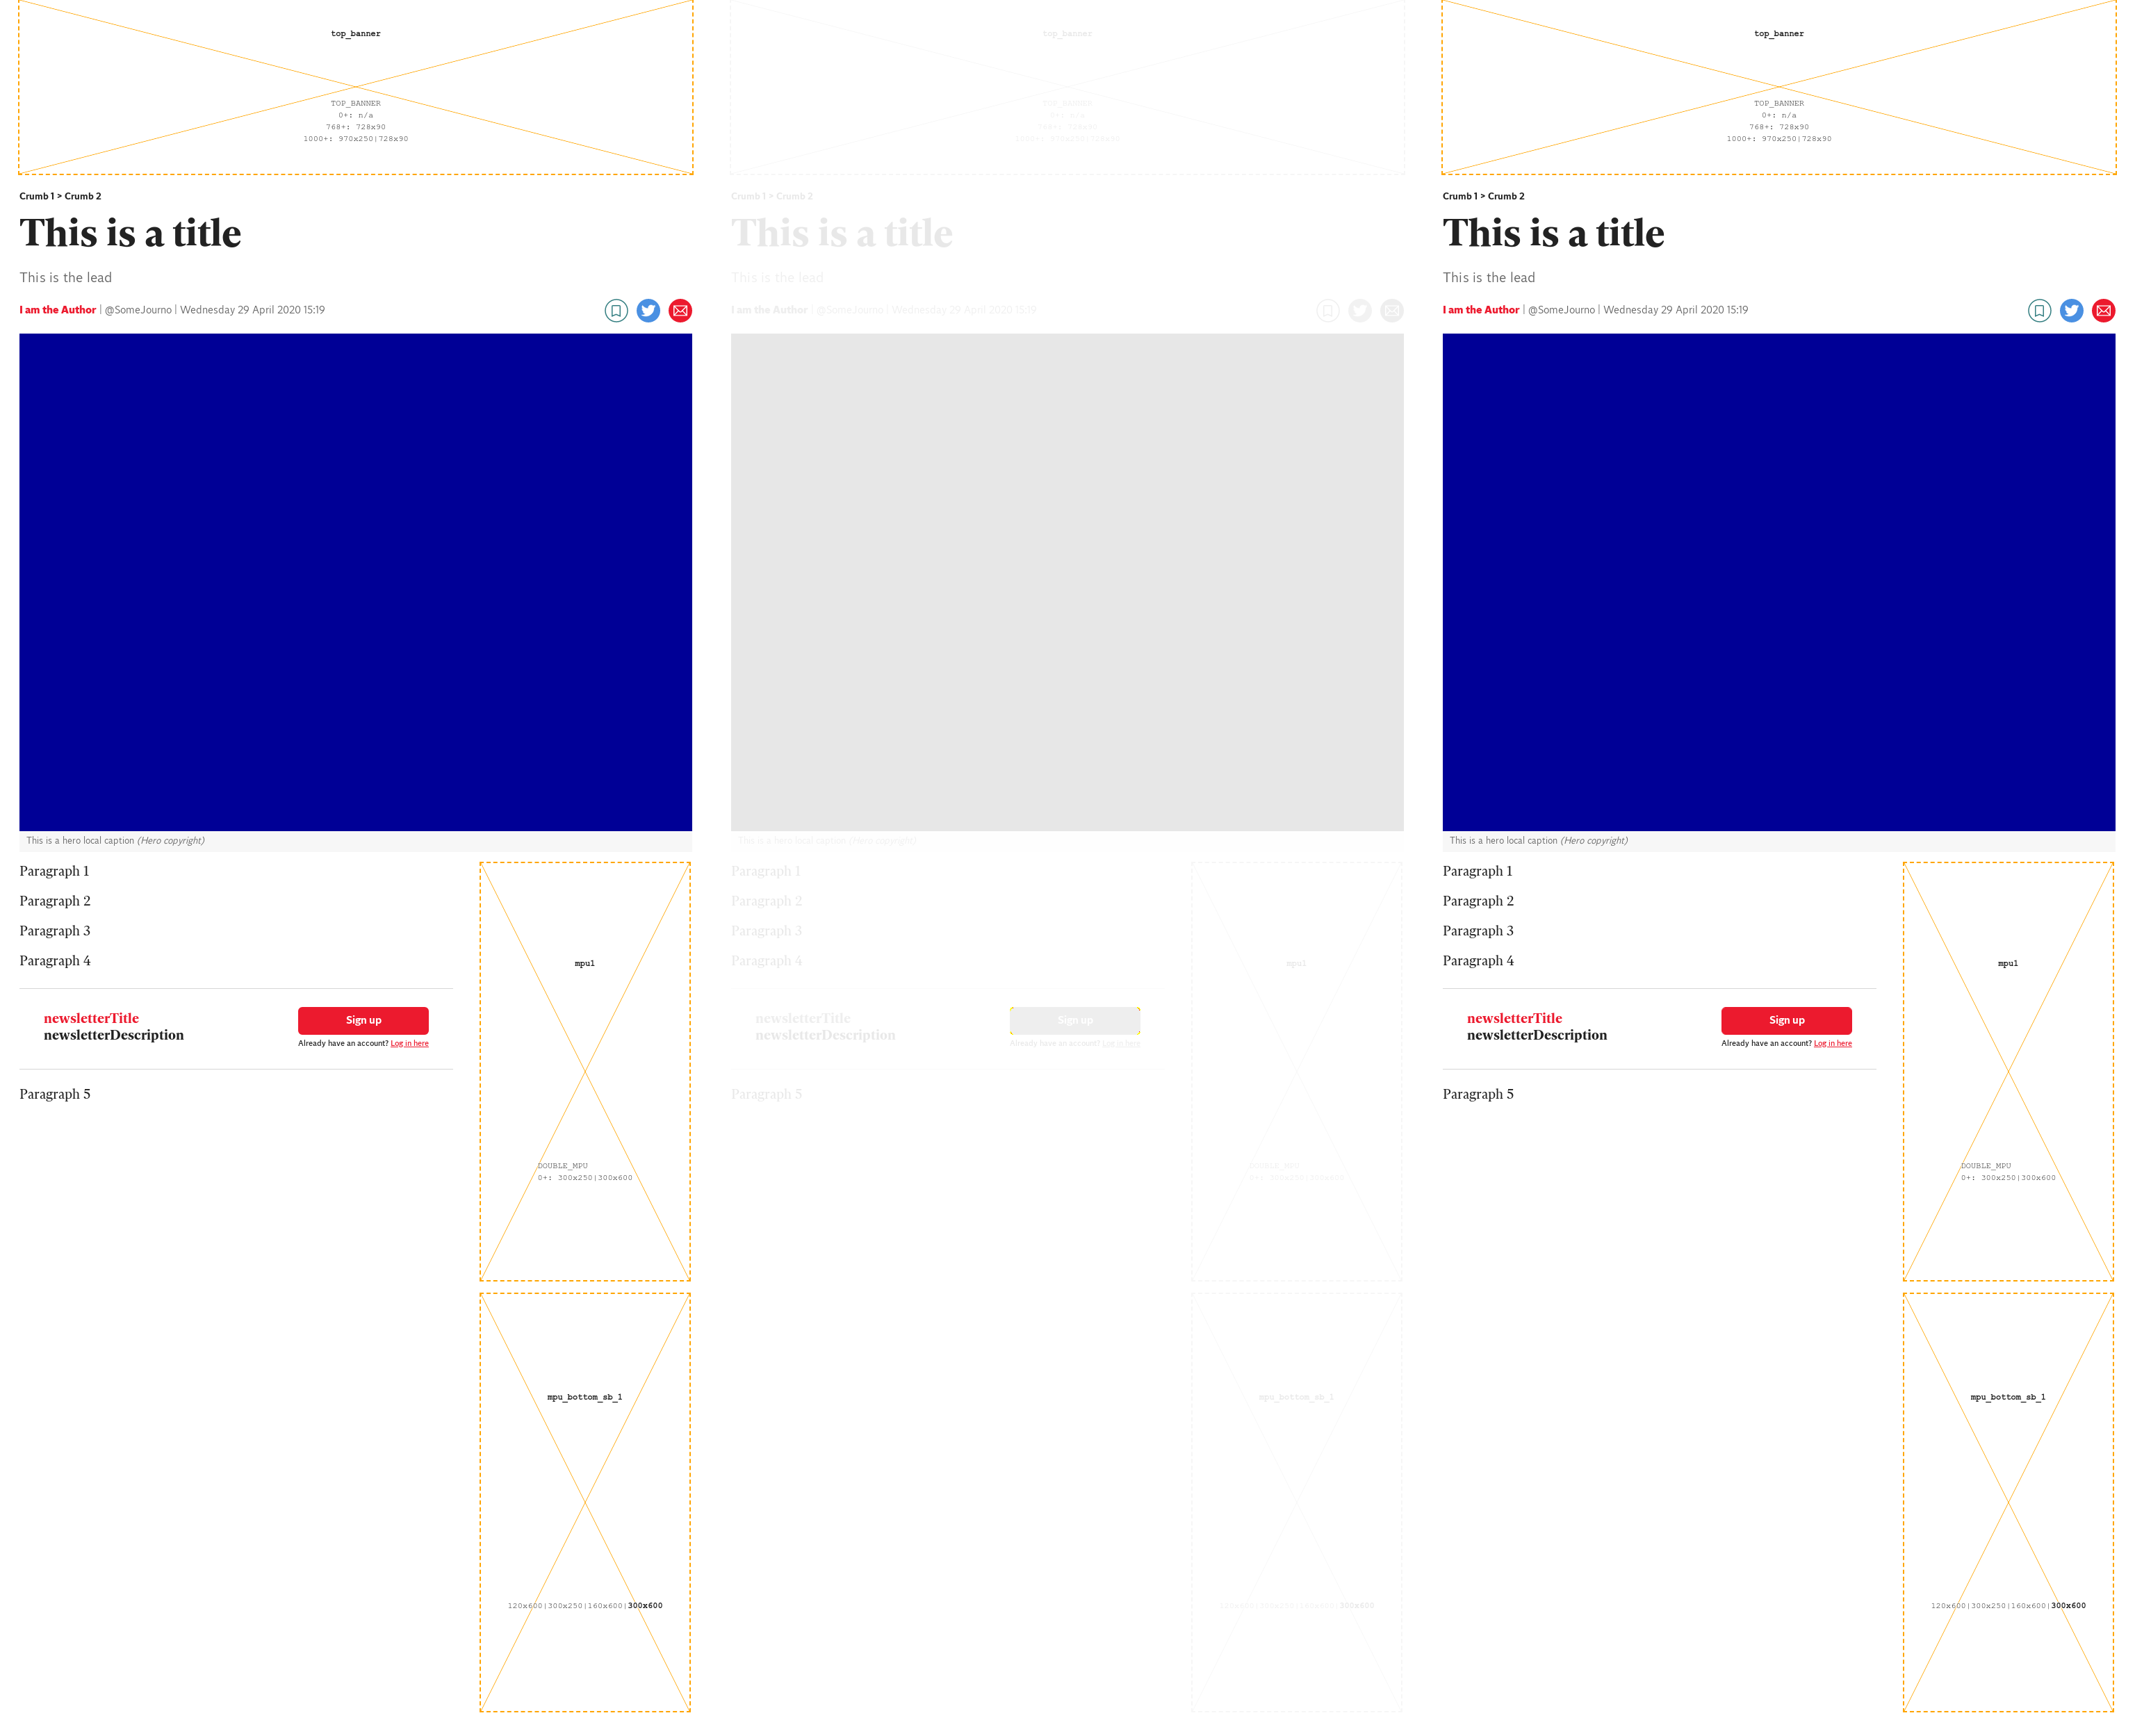 top_banner
TOP_BANNER
0+: n/a
768+: 728x90
1000+: 970x250|728x90
Crumb 1 > Crumb 2
This is a title
This is the lead
I am the Author | @SomeJourno | Wednesday 29 April 2020 15:19
This is a hero local caption (Hero copyright)
Paragraph 1
Paragraph 2
Paragraph 3
Paragraph 4
newsletterTitle
newsletterDescription
Sign up
Already have an account? Log in here
Paragraph 5
mpu1
DOUBLE_MPU
0+: 300x250|300x600
mpu_bottom_sb_1
120x600|300x250|160x600|300x600
top_banner
TOP_BANNER
0+: n/a
768+: 728x90
1000+: 970x250|728x90
Crumb 1 > Crumb 2
This is a title
This is the lead
I am the Author | @SomeJourno | Wednesday 29 April 2020 15:19
This is a hero local caption (Hero copyright)
Paragraph 1
Paragraph 2
Paragraph 3
Paragraph 4
newsletterTitle
newsletterDescription
Sign up
Already have an account? Log in here
Paragraph 5
mpu1
DOUBLE_MPU
mpu_bottom_sb_1
300x600
top_banner
TOP_BANNER
0+: n/a
768+: 728x90
1000+: 970x250|728x90
Crumb 1 > Crumb 2
This is a title
This is the lead
I am the Author | @SomeJourno | Wednesday 29 April 2020 15:19
This is a hero local caption (Hero copyright)
Paragraph 1
Paragraph 2
Paragraph 3
Paragraph 4
newsletterTitle
newsletterDescription
Sign up
Already have an account? Log in here
Paragraph 5
mpu1
DOUBLE_MPU
0+: 300x250|300x600
mpu_bottom_sb_1
120x600|300x250|160x600|300x600